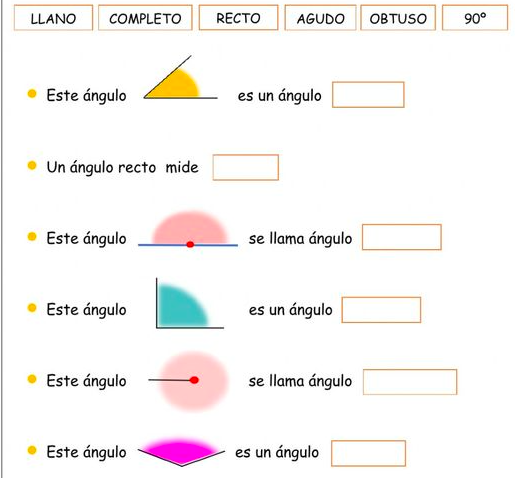 LLANO COMPLETO RECTO AGUDO OBTUSO 90º
Este ángulo es un ángulo
Un ángulo recto mide
Este ángulo se llama ángulo
Este ángulo es un ángulo
Este ángulo se llama ángulo
Este ángulo es un ángulo